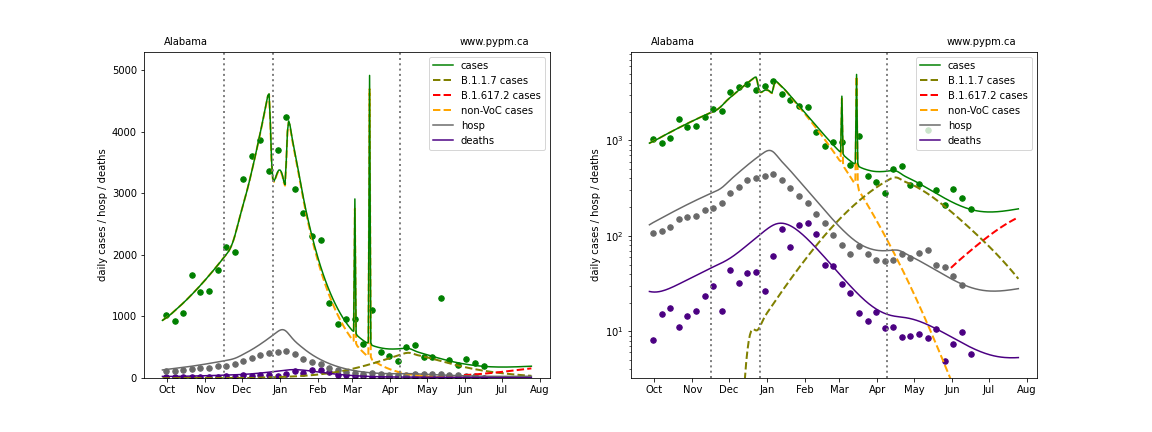 Alabama
www.pypm.ca
daily cases / hosp / deaths
5000
4000
3000
2000
1000
0
cases
B.1.1.7 cases
B.1.617.2 cases
non-VoC cases
hosp
deaths
Oct Nov Dec Jan Feb Mar Apr May Jun Jul Aug
Alabama
www.pypm.ca
daily cases / hosp / deaths
10³
10²
10¹
cases
B.1.1.7 cases
B.1.617.2 cases
non-VoC cases
hosp
deaths
Oct Nov Dec Jan Feb Mar Apr May Jun Jul Aug